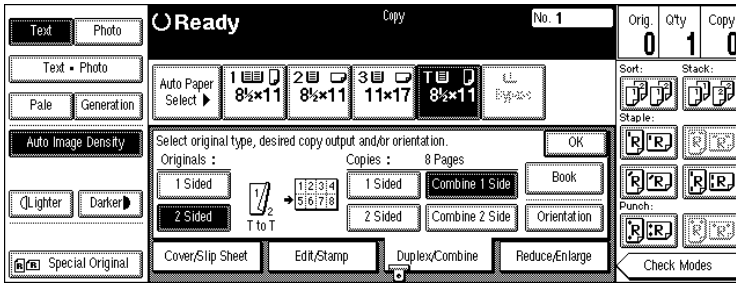 Text Photo
Text • Photo
Pale Generation
Auto Image Density
Lighter Darker
Special Original
Ready
Copy
No. 1
Auto Paper Select ▶
1 8½×11
2 8½×11
3 11×17
T 8½×11
Bypass
Select original type, desired copy output and/or orientation.
OK
Originals : Copies : 8 Pages
1 Sided 1 Sided Combine 1 Side Book
2 Sided 2 Sided Combine 2 Side Orientation
1 2
T to T
1 2 3 4
5 6 7 8
Cover/Slip Sheet Edit/Stamp Duplex/Combine Reduce/Enlarge
Orig. Q'ty Copy
0 1 0
Sort: Stack:
Staple:
Punch:
Check Modes